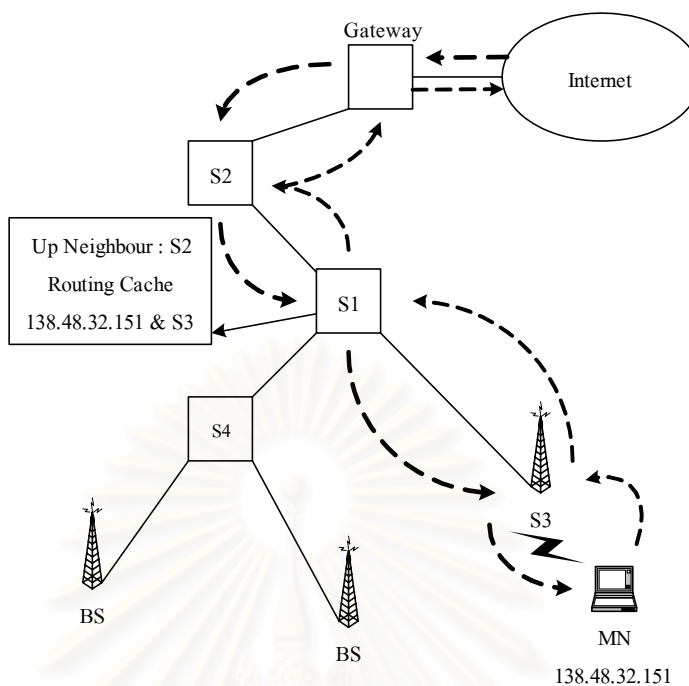 Gateway
Internet
S2
Up Neighbour : S2
Routing Cache
138.48.32.151 & S3
S1
S4
S3
BS
BS
MN
138.48.32.151